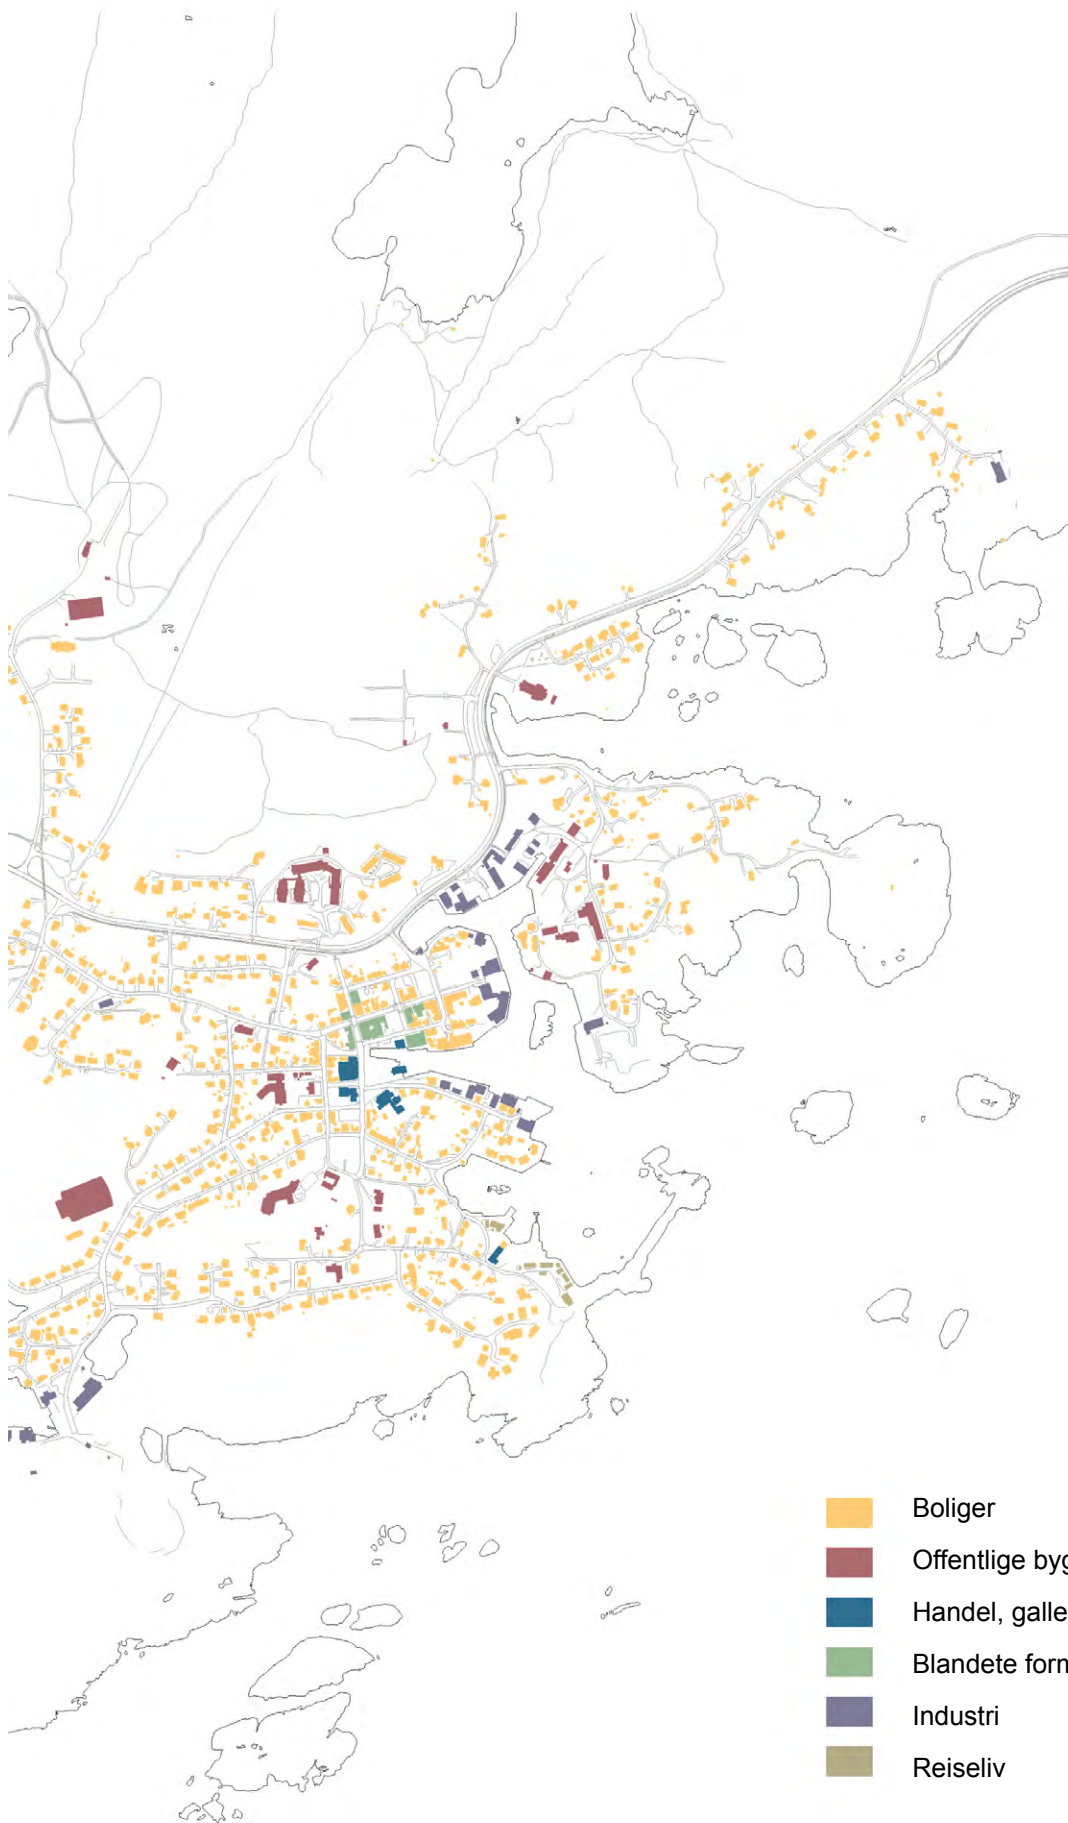 Boliger
Offentlige byg
Handel, galle
Blandete form
Industri
Reiseliv